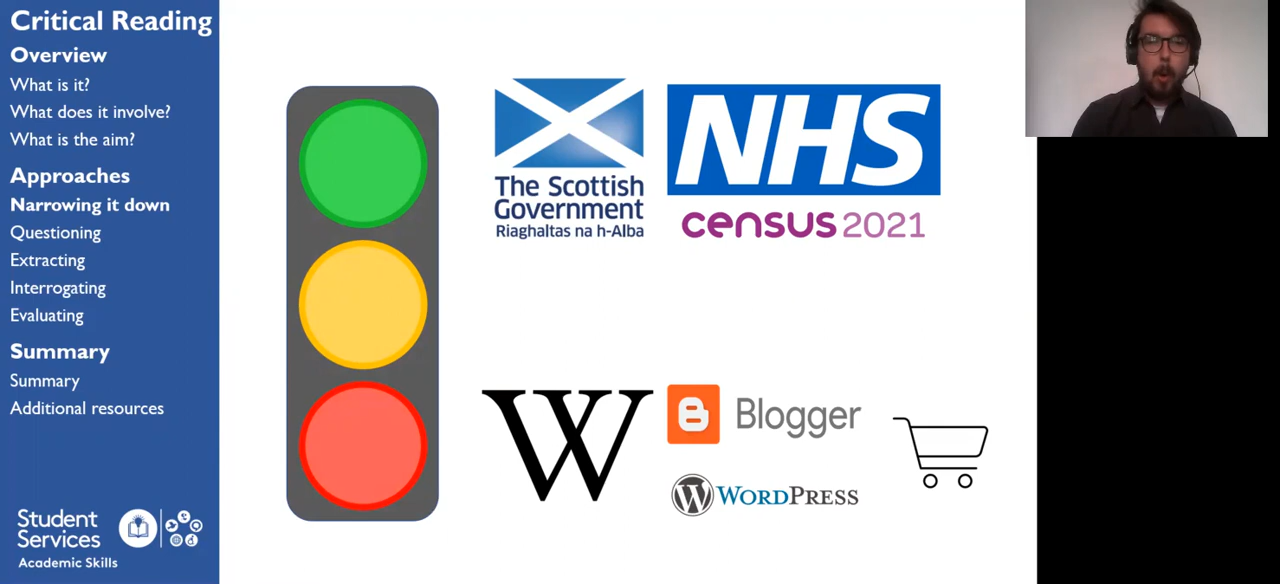 Critical Reading
Overview
What is it?
What does it involve?
What is the aim?
Approaches
Narrowing it down
Questioning
Extracting
Interrogating
Evaluating
Summary
Summary
Additional resources
Student
Services
Academic Skills
The Scottish
Government
Riaghaltas na h-Alba
NHS
census 2021
W
B Blogger
W WORDPRESS